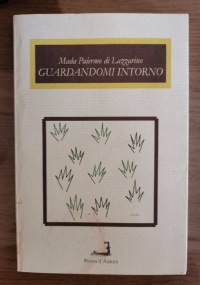 Mada Palermo di Lazzarino
GUARDANDOMI INTORNO